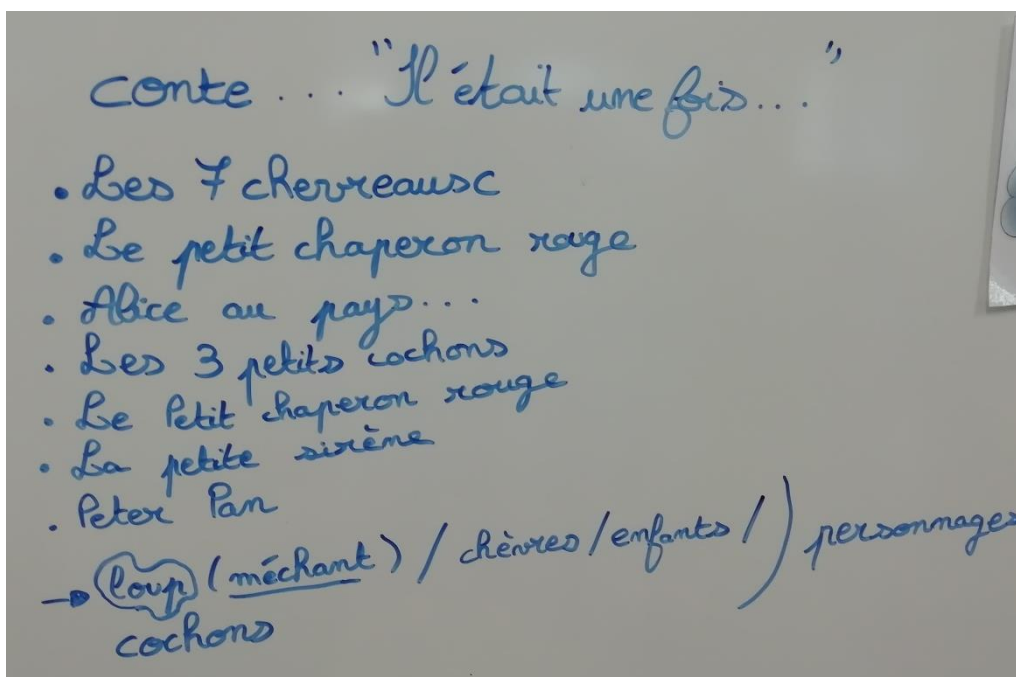 conte... "Il était une fois..."
. Les 7 chevreaux
. Le petit chaperon rouge
. Alice au pays...
. Les 3 petits cochons
. Le Petit chaperon rouge
. La petite sirène
. Peter Pan
→ loup (méchant) / chèvres / enfants / ) personnages
cochons